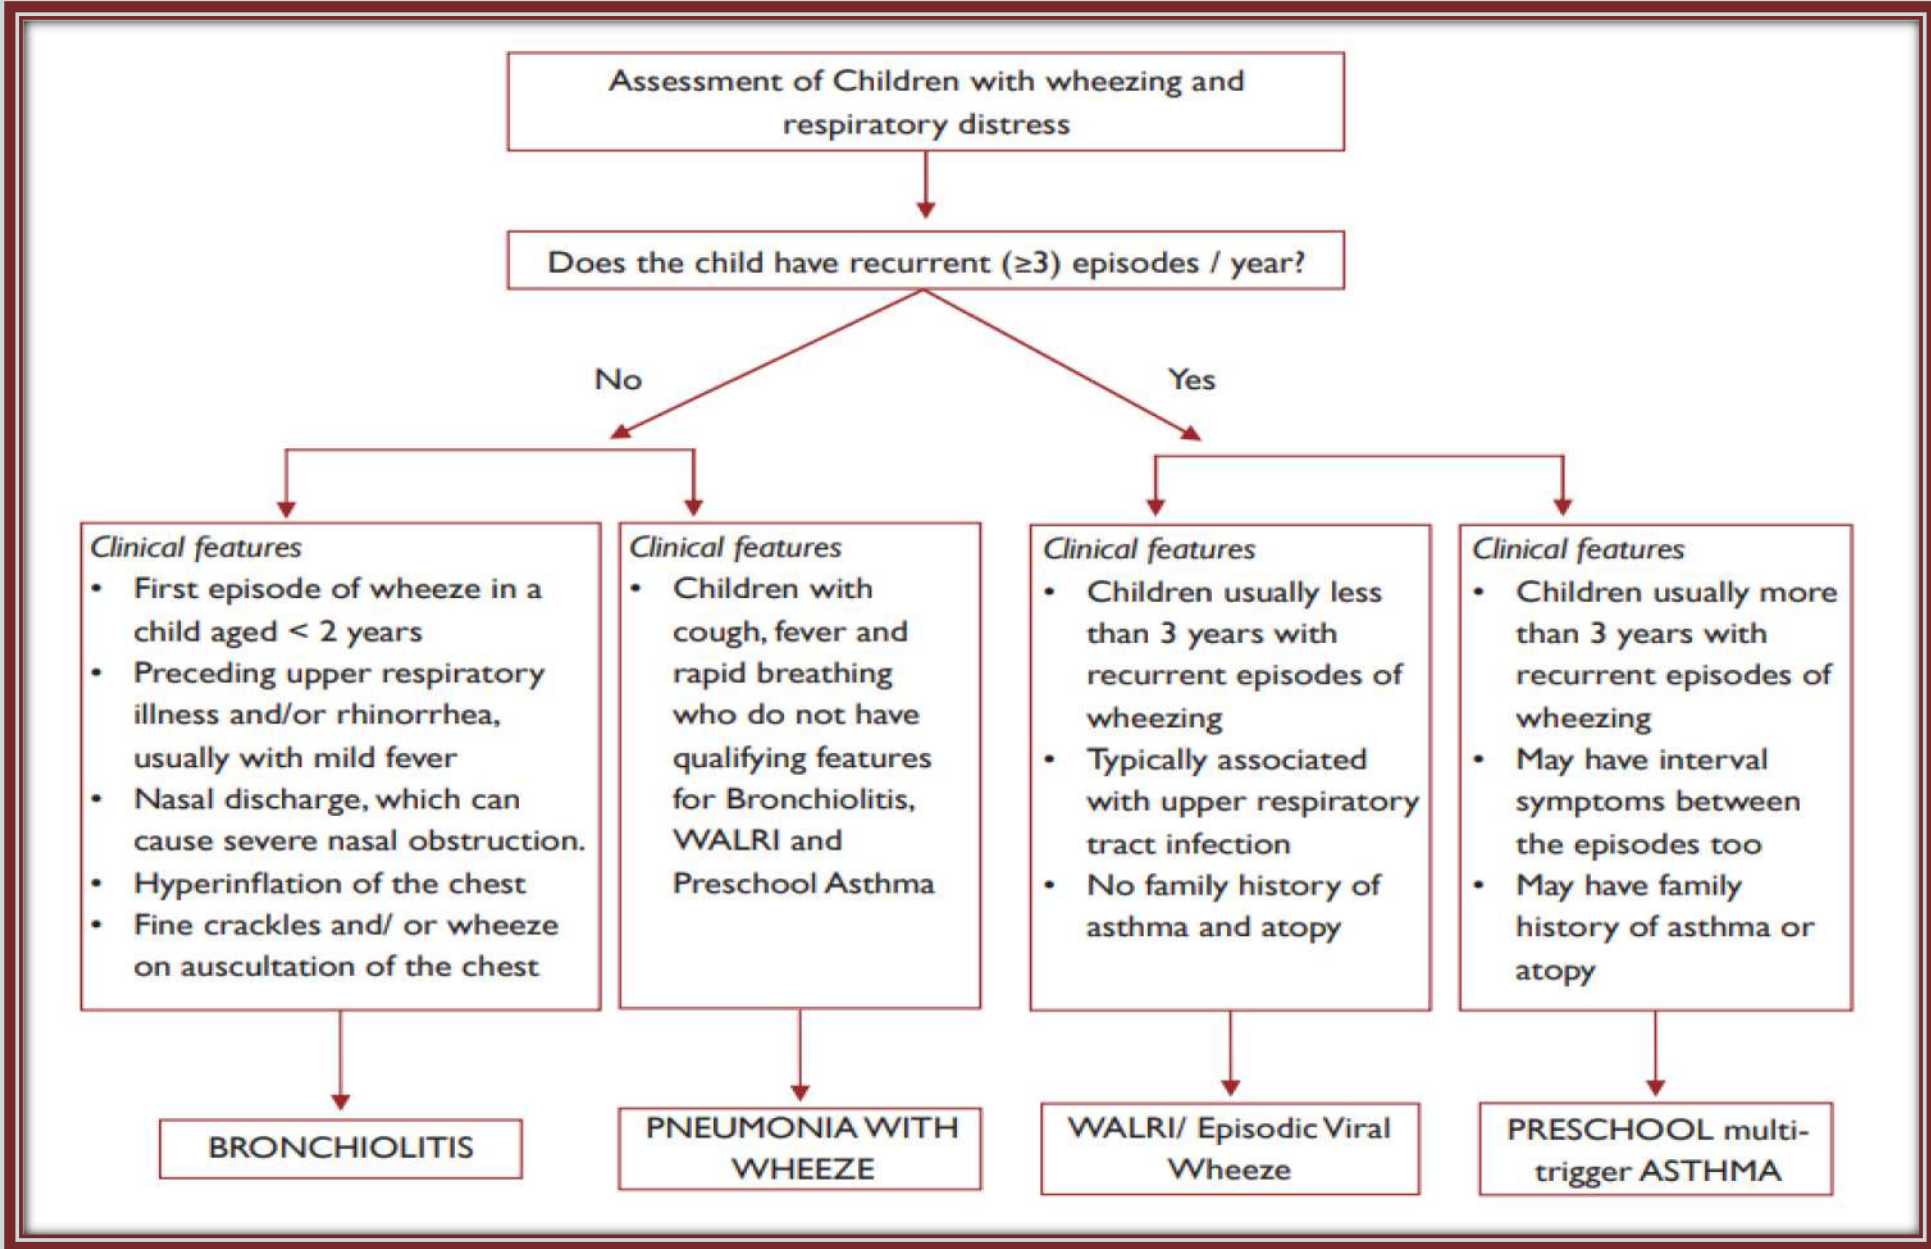 Assessment of Children with wheezing and
respiratory distress
Does the child have recurrent (≥3) episodes / year?
No
Yes
Clinical features
• First episode of wheeze in a
child aged < 2 years
• Preceding upper respiratory
illness and/or rhinorrhea,
usually with mild fever
• Nasal discharge, which can
cause severe nasal obstruction.
• Hyperinflation of the chest
• Fine crackles and/ or wheeze
on auscultation of the chest
BRONCHIOLITIS
Clinical features
• Children with
cough, fever and
rapid breathing
who do not have
qualifying features
for Bronchiolitis,
WALRI and
Preschool Asthma
PNEUMONIA WITH
WHEEZE
Clinical features
• Children usually less
than 3 years with
recurrent episodes of
wheezing
• Typically associated
with upper respiratory
tract infection
• No family history of
asthma and atopy
WALRI/ Episodic Viral
Wheeze
Clinical features
• Children usually more
than 3 years with
recurrent episodes of
wheezing
• May have interval
symptoms between
the episodes too
• May have family
history of asthma or
atopy
PRESCHOOL multi-
trigger ASTHMA